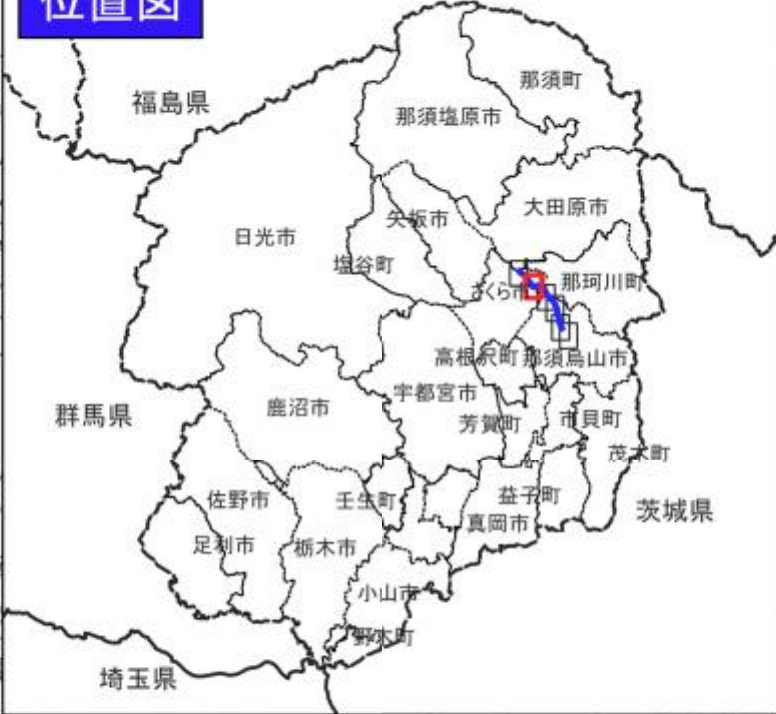 位置図
那須町
福島県
那須塩原市
大田原市
矢板市
日光市
塩谷町
那珂川町
さくら市
高根沢町
那須烏山市
宇都宮市
鹿沼市
群馬県
芳賀町
市貝町
茂木町
佐野市
壬生町
益子町
茨城県
真岡市
足利市
栃木市
小山市
野木町
埼玉県